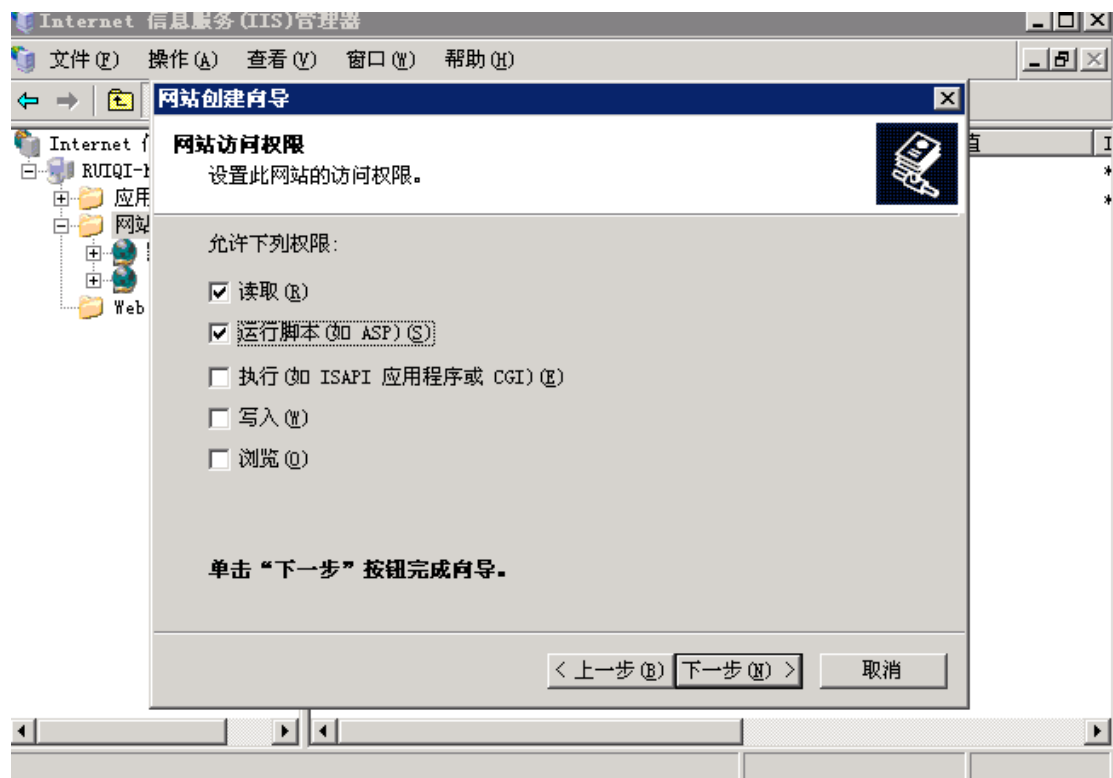 Internet 信息服务(IIS)管理器
文件(F) 操作(A) 查看(V) 窗口(W) 帮助(H)
网站创建向导
网站访问权限
设置此网站的访问权限。
Internet
RUIQI-
应用
网站
Web
值
允许下列权限:
读取(R)
运行脚本(如 ASP)(S)
执行(如 ISAPI 应用程序或 CGI)(E)
写入(W)
浏览(O)
单击“下一步”按钮完成向导。
< 上一步(B) 下一步(N) > 取消